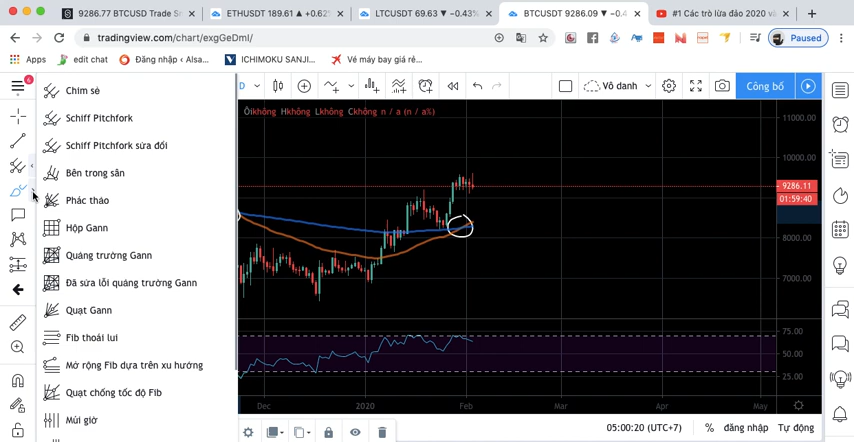 9286.77 BTCUSD Trade S
ETHUSDT 189.61 ▲ +0.62
LTCUSDT 69.63 ▼ −0.43%
BTCUSDT 9286.09 ▼ −0.4
#1 Các trò lừa đảo 2020 v
tradingview.com/chart/exgGeDml/
Paused
Apps
edit chat
Đăng nhập ‹ Alsa...
ICHIMOKU SANJI...
Vé máy bay giá rẻ...
6
D
Vô danh
Công bố
Chim sẻ
Schiff Pitchfork
Schiff Pitchfork sửa đổi
Bên trong sân
Phác thảo
Hộp Gann
Quảng trường Gann
Đã sửa lỗi quảng trường Gann
Quạt Gann
Fib thoái lui
Mở rộng Fib dựa trên xu hướng
Quạt chống tốc độ Fib
Múi giờ
Ôikhông Hkhông Lkhông Ckhông n / a (n / a%)
11000.00
10000.00
9286.11
01:59:40
8000.00
7000.00
75.00
50.00
25.00
Dec
2020
Feb
Mar
Apr
May
05:00:20 (UTC+7)
%
đăng nhập
Tự động